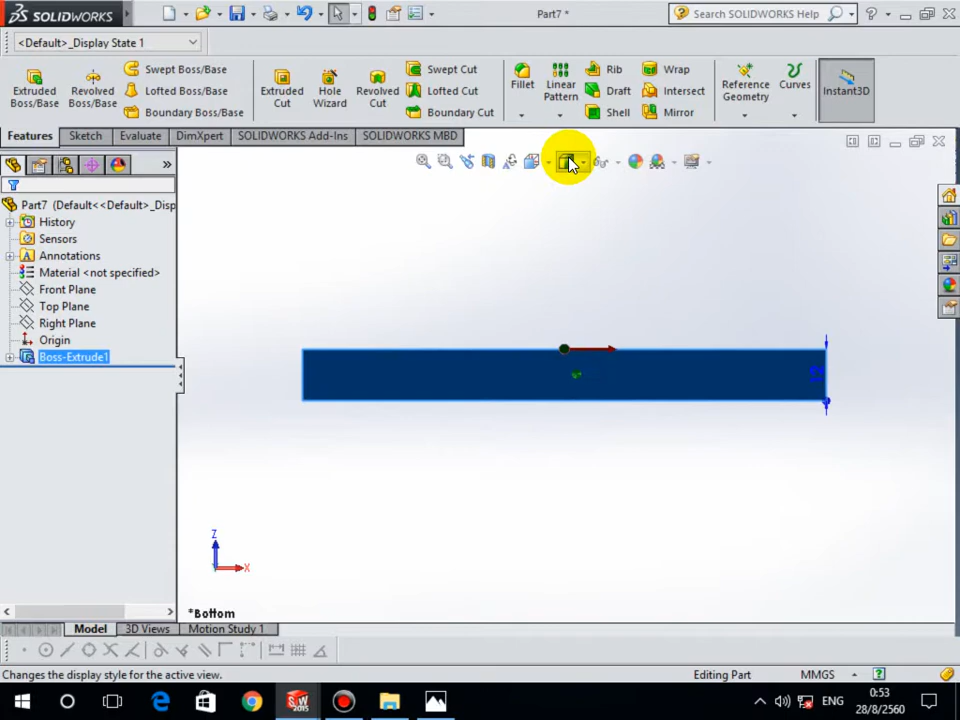 SOLIDWORKS
Part7 *
Search SOLIDWORKS Help
<Default>_Display State 1
Extruded Boss/Base
Revolved Boss/Base
Swept Boss/Base
Lofted Boss/Base
Boundary Boss/Base
Extruded Cut
Hole Wizard
Revolved Cut
Swept Cut
Lofted Cut
Boundary Cut
Fillet
Linear Pattern
Rib
Draft
Shell
Wrap
Intersect
Mirror
Reference Geometry
Curves
Instant3D
Features
Sketch
Evaluate
DimXpert
SOLIDWORKS Add-Ins
SOLIDWORKS MBD
Part7 (Default<<Default>_Disp
History
Sensors
Annotations
Material <not specified>
Front Plane
Top Plane
Right Plane
Origin
Boss-Extrude1
Z
X
*Bottom
Model
3D Views
Motion Study 1
Changes the display style for the active view.
Editing Part
MMGS
ENG
0:53
28/8/2560